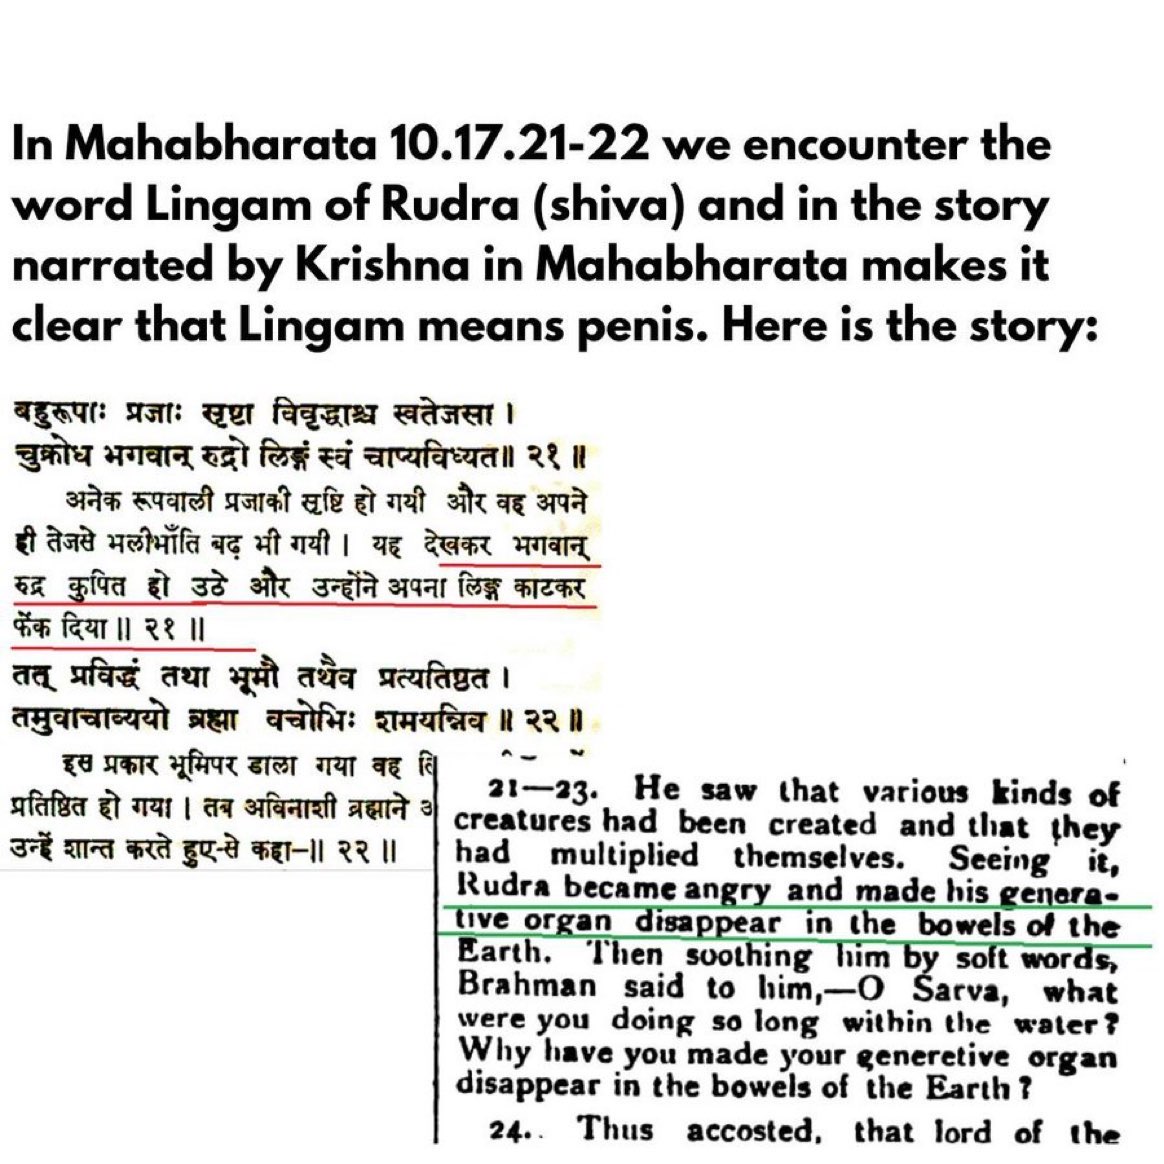 In Mahabharata 10.17.21-22 we encounter the
word Lingam of Rudra (shiva) and in the story
narrated by Krishna in Mahabharata makes it
clear that Lingam means penis. Here is the story:
बहुरूपाः प्रजाः सृष्टा विवृद्धाश्च स्वतेजसा ।
चुक्रोध भगवान् रुद्रो लिङ्गं स्वं चाप्यविध्यत॥ २१ ॥
अनेक रूपवाली प्रजाकी सृष्टि हो गयी और वह अपने
ही तेजसे भलीभाँति बढ़ भी गयी । यह देखकर भगवान्
रुद्र कुपित हो उठे और उन्होंने अपना लिङ्ग काटकर
फेंक दिया ॥ २१ ॥
तत् प्रविद्धं तथा भूमौ तथैव प्रत्यतिष्ठत ।
तमुवाचाव्ययो ब्रह्मा वचोभिः शमयन्निव ॥ २२ ॥
इस प्रकार भूमिपर डाला गया वह
प्रतिष्ठित हो गया । तब अविनाशी ब्रह्माने
उन्हें शान्त करते हुए-से कहा–॥ २२ ॥
21—23. He saw that various kinds of
creatures had been created and that they
had multiplied themselves. Seeing it,
Rudra became angry and made his genera-
tive organ disappear in the bowels of the
Earth. Then soothing him by soft words,
Brahman said to him,—O Sarva, what
were you doing so long within the water?
Why have you made your generetive organ
disappear in the bowels of the Earth?
24. Thus accosted, that lord of the